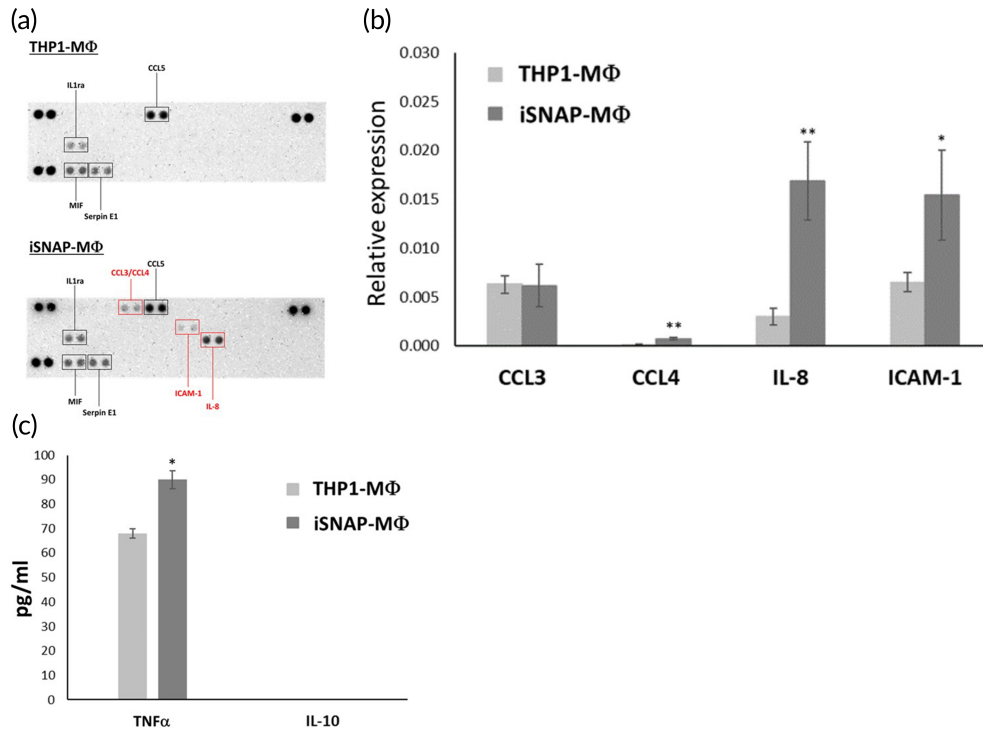 (a)
THP1-MΦ
CCL5
IL1ra
MIF
Serpin E1
iSNAP-MΦ
CCL3/CCL4
CCL5
IL1ra
ICAM-1
MIF
IL-8
Serpin E1
(b)
0.030
0.025
0.020
0.015
0.010
0.005
0.000
Relative expression
THP1-MΦ
iSNAP-MΦ
**
**
*
CCL3
CCL4
IL-8
ICAM-1
(c)
100
90
80
70
60
50
40
30
20
10
0
pg/ml
*
THP1-MΦ
iSNAP-MΦ
TNFα
IL-10